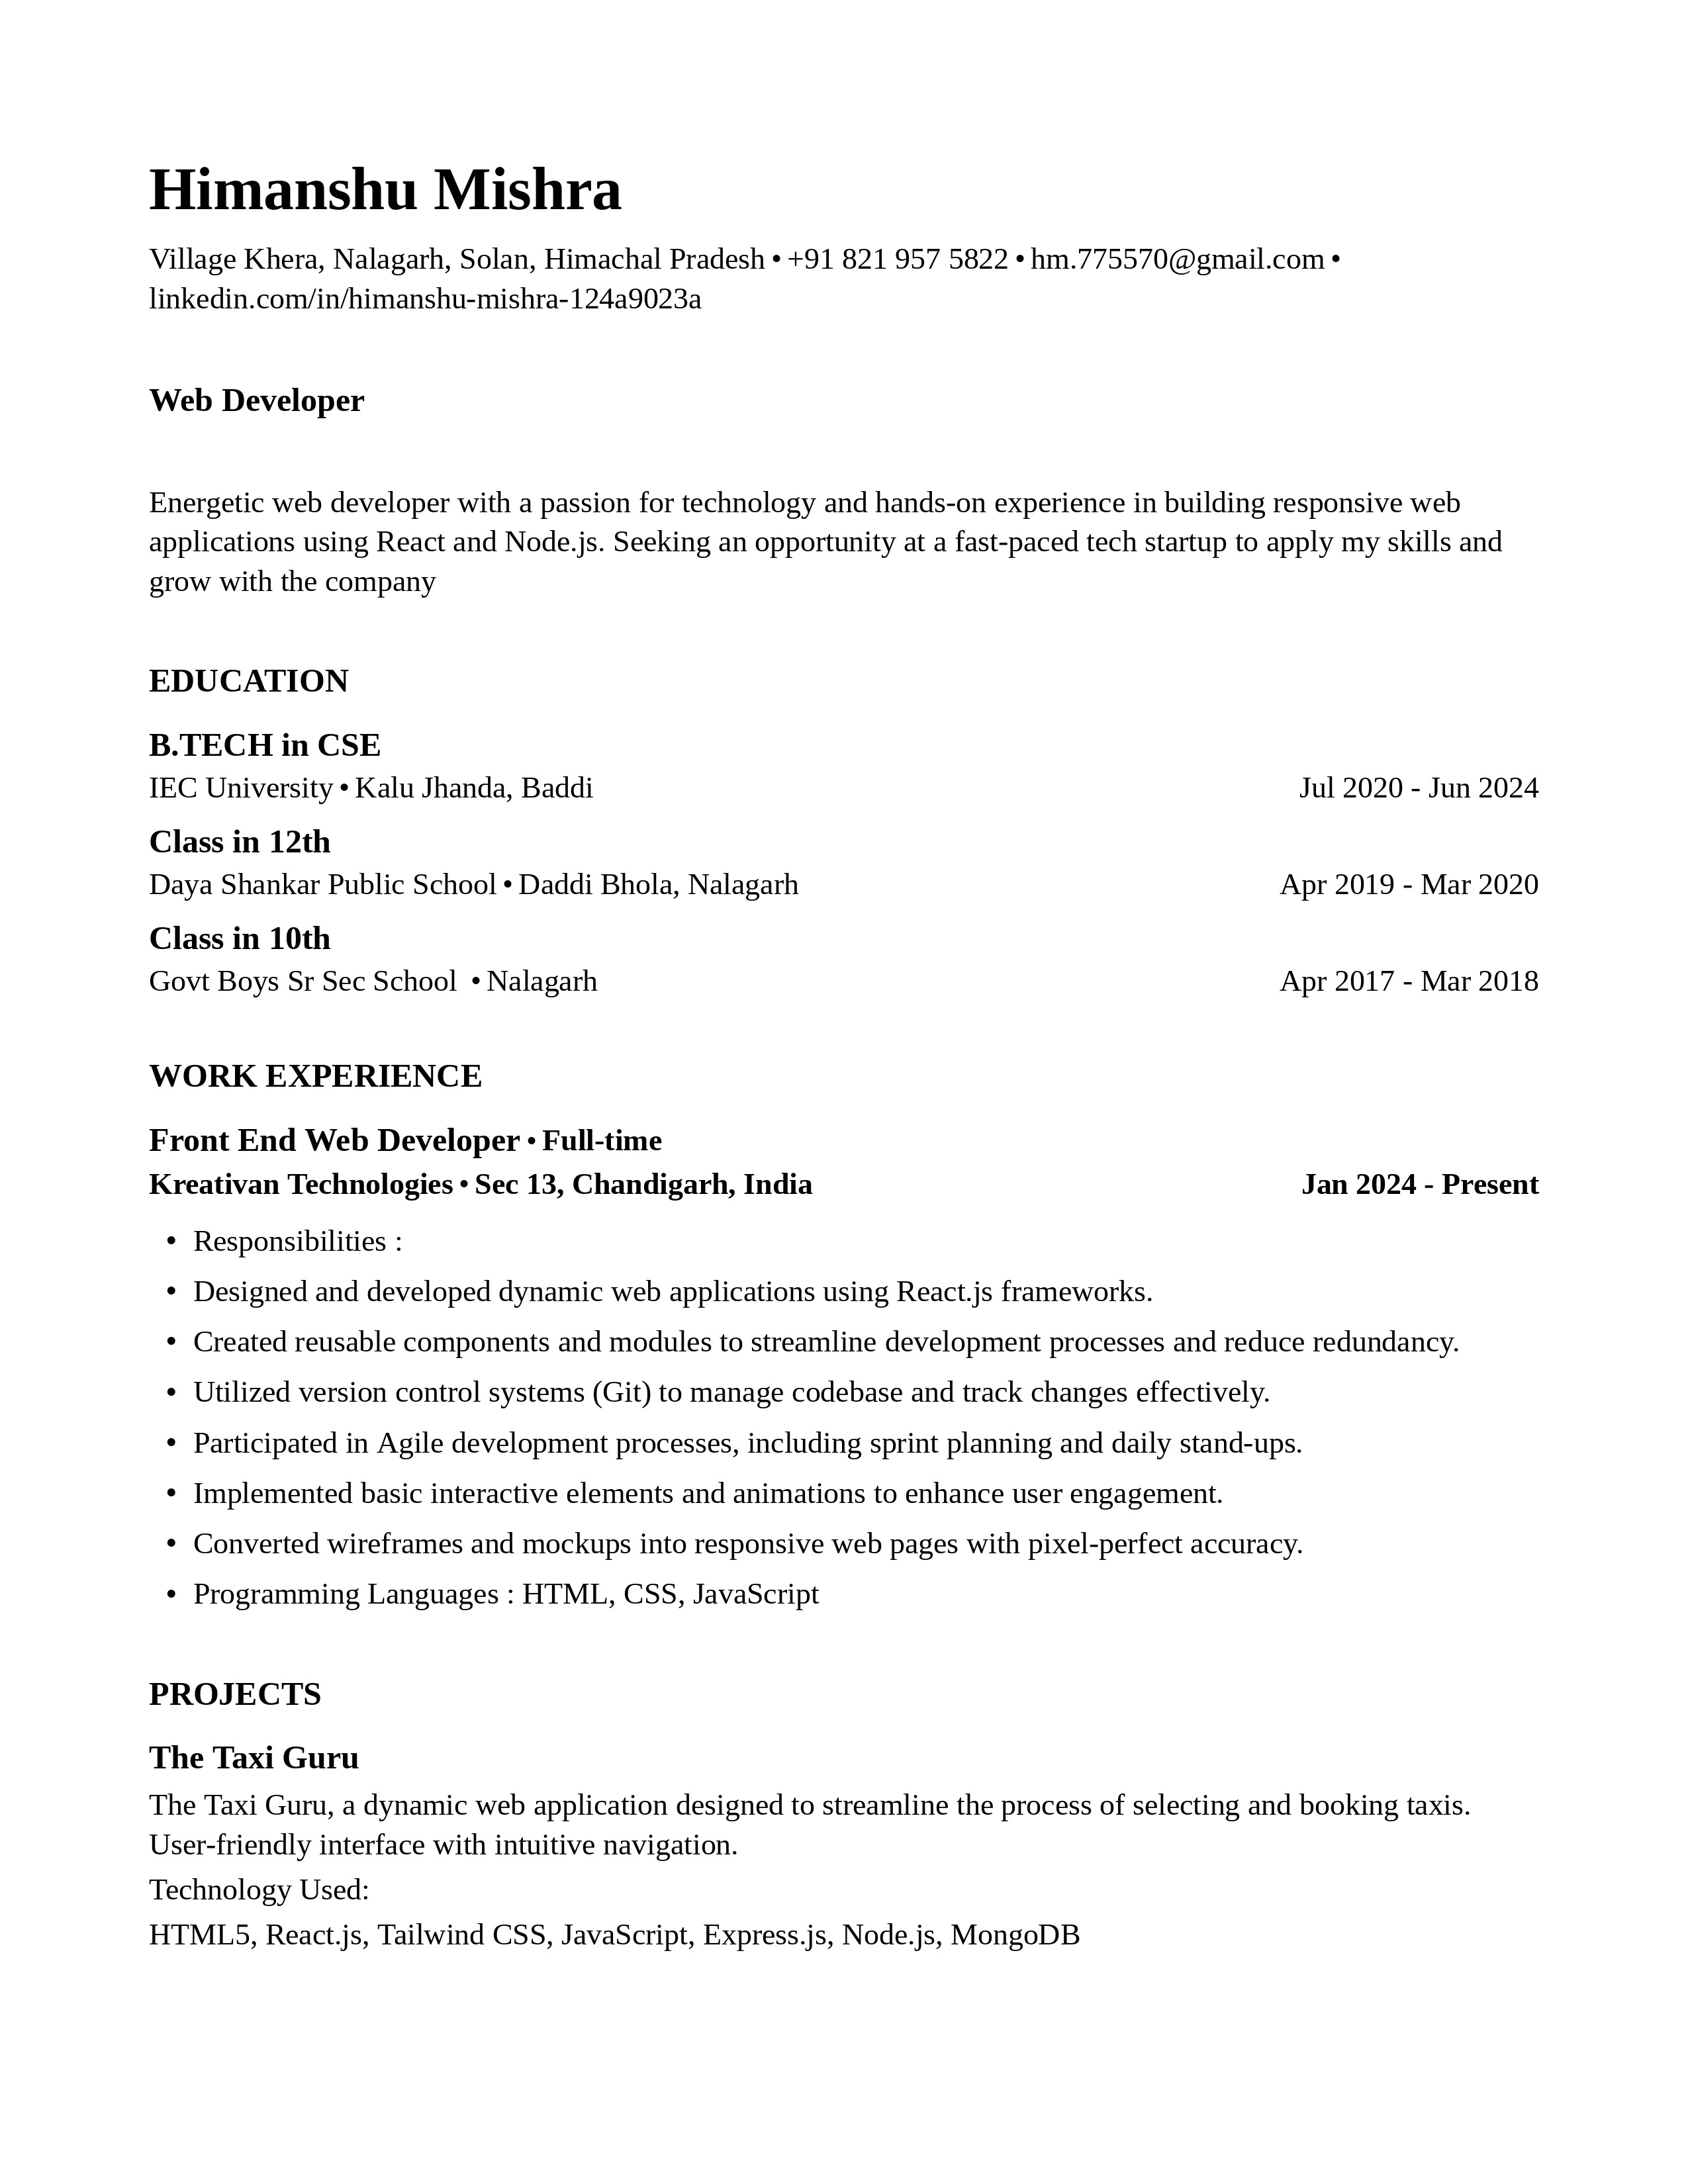 Himanshu Mishra
Village Khera, Nalagarh, Solan, Himachal Pradesh • +91 821 957 5822 • hm.775570@gmail.com •
linkedin.com/in/himanshu-mishra-124a9023a
Web Developer
Energetic web developer with a passion for technology and hands-on experience in building responsive web
applications using React and Node.js. Seeking an opportunity at a fast-paced tech startup to apply my skills and
grow with the company
EDUCATION
B.TECH in CSE
IEC University • Kalu Jhanda, Baddi Jul 2020 - Jun 2024
Class in 12th
Daya Shankar Public School • Daddi Bhola, Nalagarh Apr 2019 - Mar 2020
Class in 10th
Govt Boys Sr Sec School • Nalagarh Apr 2017 - Mar 2018
WORK EXPERIENCE
Front End Web Developer • Full-time
Kreativan Technologies • Sec 13, Chandigarh, India Jan 2024 - Present
• Responsibilities :
• Designed and developed dynamic web applications using React.js frameworks.
• Created reusable components and modules to streamline development processes and reduce redundancy.
• Utilized version control systems (Git) to manage codebase and track changes effectively.
• Participated in Agile development processes, including sprint planning and daily stand-ups.
• Implemented basic interactive elements and animations to enhance user engagement.
• Converted wireframes and mockups into responsive web pages with pixel-perfect accuracy.
• Programming Languages : HTML, CSS, JavaScript
PROJECTS
The Taxi Guru
The Taxi Guru, a dynamic web application designed to streamline the process of selecting and booking taxis.
User-friendly interface with intuitive navigation.
Technology Used:
HTML5, React.js, Tailwind CSS, JavaScript, Express.js, Node.js, MongoDB